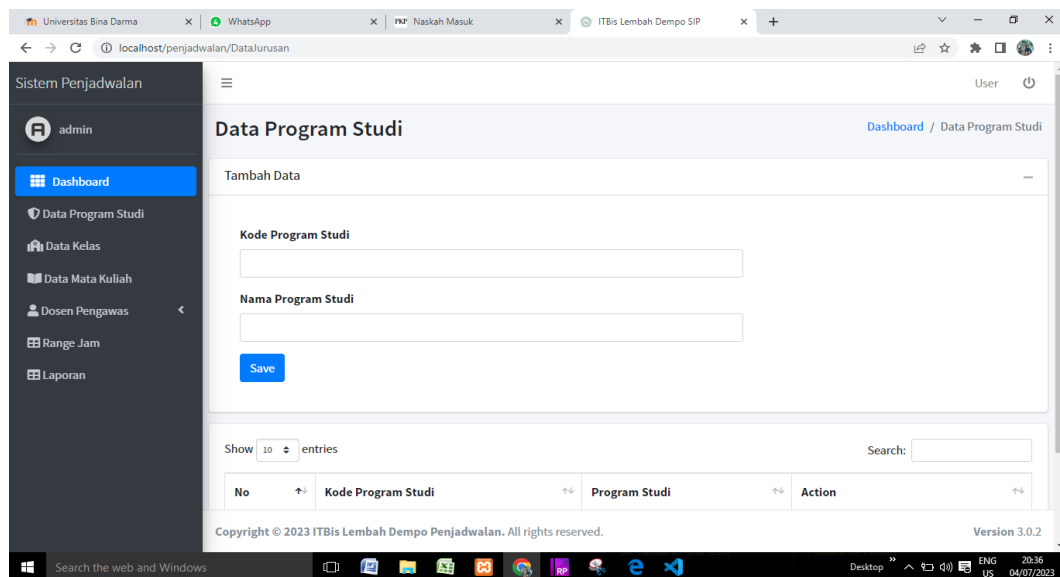 Universitas Bina Darma
WhatsApp
PKP Naskah Masuk
ITBis Lembah Dempo SIP
localhost/penjadwalan/DataJurusan
Sistem Penjadwalan
User
admin
Data Program Studi
Dashboard / Data Program Studi
Dashboard
Data Program Studi
Data Kelas
Data Mata Kuliah
Dosen Pengawas
Range Jam
Laporan
Tambah Data
Kode Program Studi
Nama Program Studi
Save
Show 10 entries
Search:
No Kode Program Studi Program Studi Action
Copyright © 2023 ITBis Lembah Dempo Penjadwalan. All rights reserved.
Version 3.0.2
Search the web and Windows
RP
Desktop
ENG
US
20:36
04/07/2023